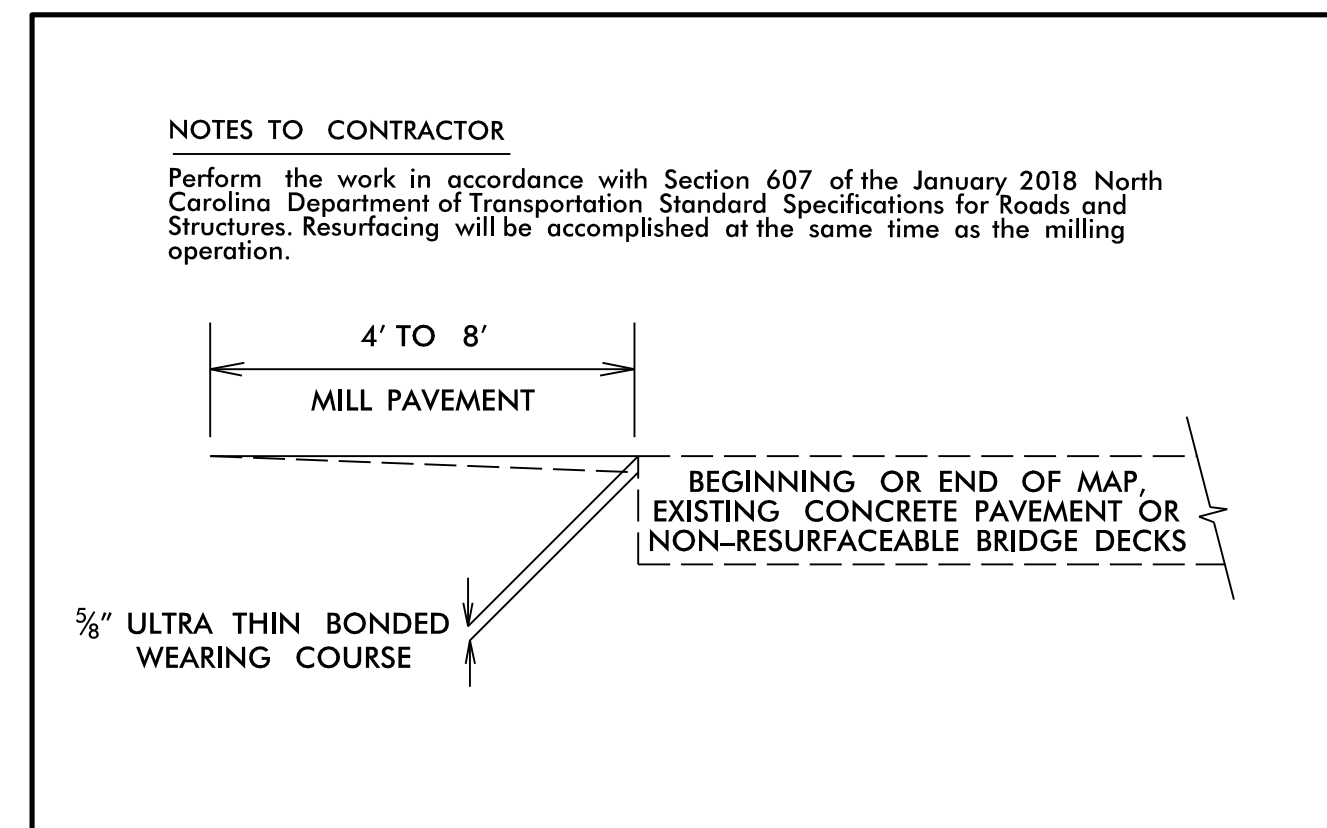 NOTES TO CONTRACTOR
Perform the work in accordance with Section 607 of the January 2018 North
Carolina Department of Transportation Standard Specifications for Roads and
Structures. Resurfacing will be accomplished at the same time as the milling
operation.
4' TO 8'
MILL PAVEMENT
BEGINNING OR END OF MAP,
EXISTING CONCRETE PAVEMENT OR
NON–RESURFACEABLE BRIDGE DECKS
⅝" ULTRA THIN BONDED
WEARING COURSE